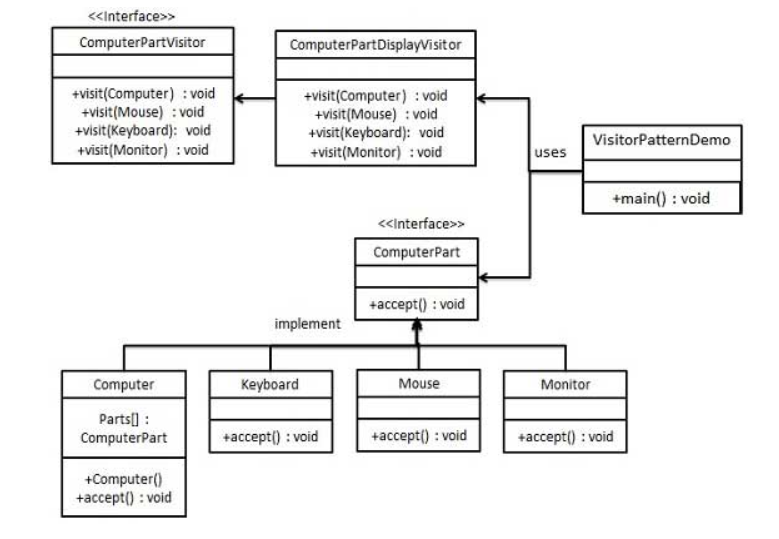 <<Interface>>
ComputerPartVisitor
+visit(Computer) : void
+visit(Mouse) : void
+visit(Keyboard): void
+visit(Monitor) : void
ComputerPartDisplayVisitor
+visit(Computer) : void
+visit(Mouse) : void
+visit(Keyboard): void
+visit(Monitor) : void
uses
VisitorPatternDemo
+main() : void
<<Interface>>
ComputerPart
+accept() : void
implement
Computer
Parts[] :
ComputerPart
+Computer()
+accept() : void
Keyboard
+accept() : void
Mouse
+accept() : void
Monitor
+accept() : void